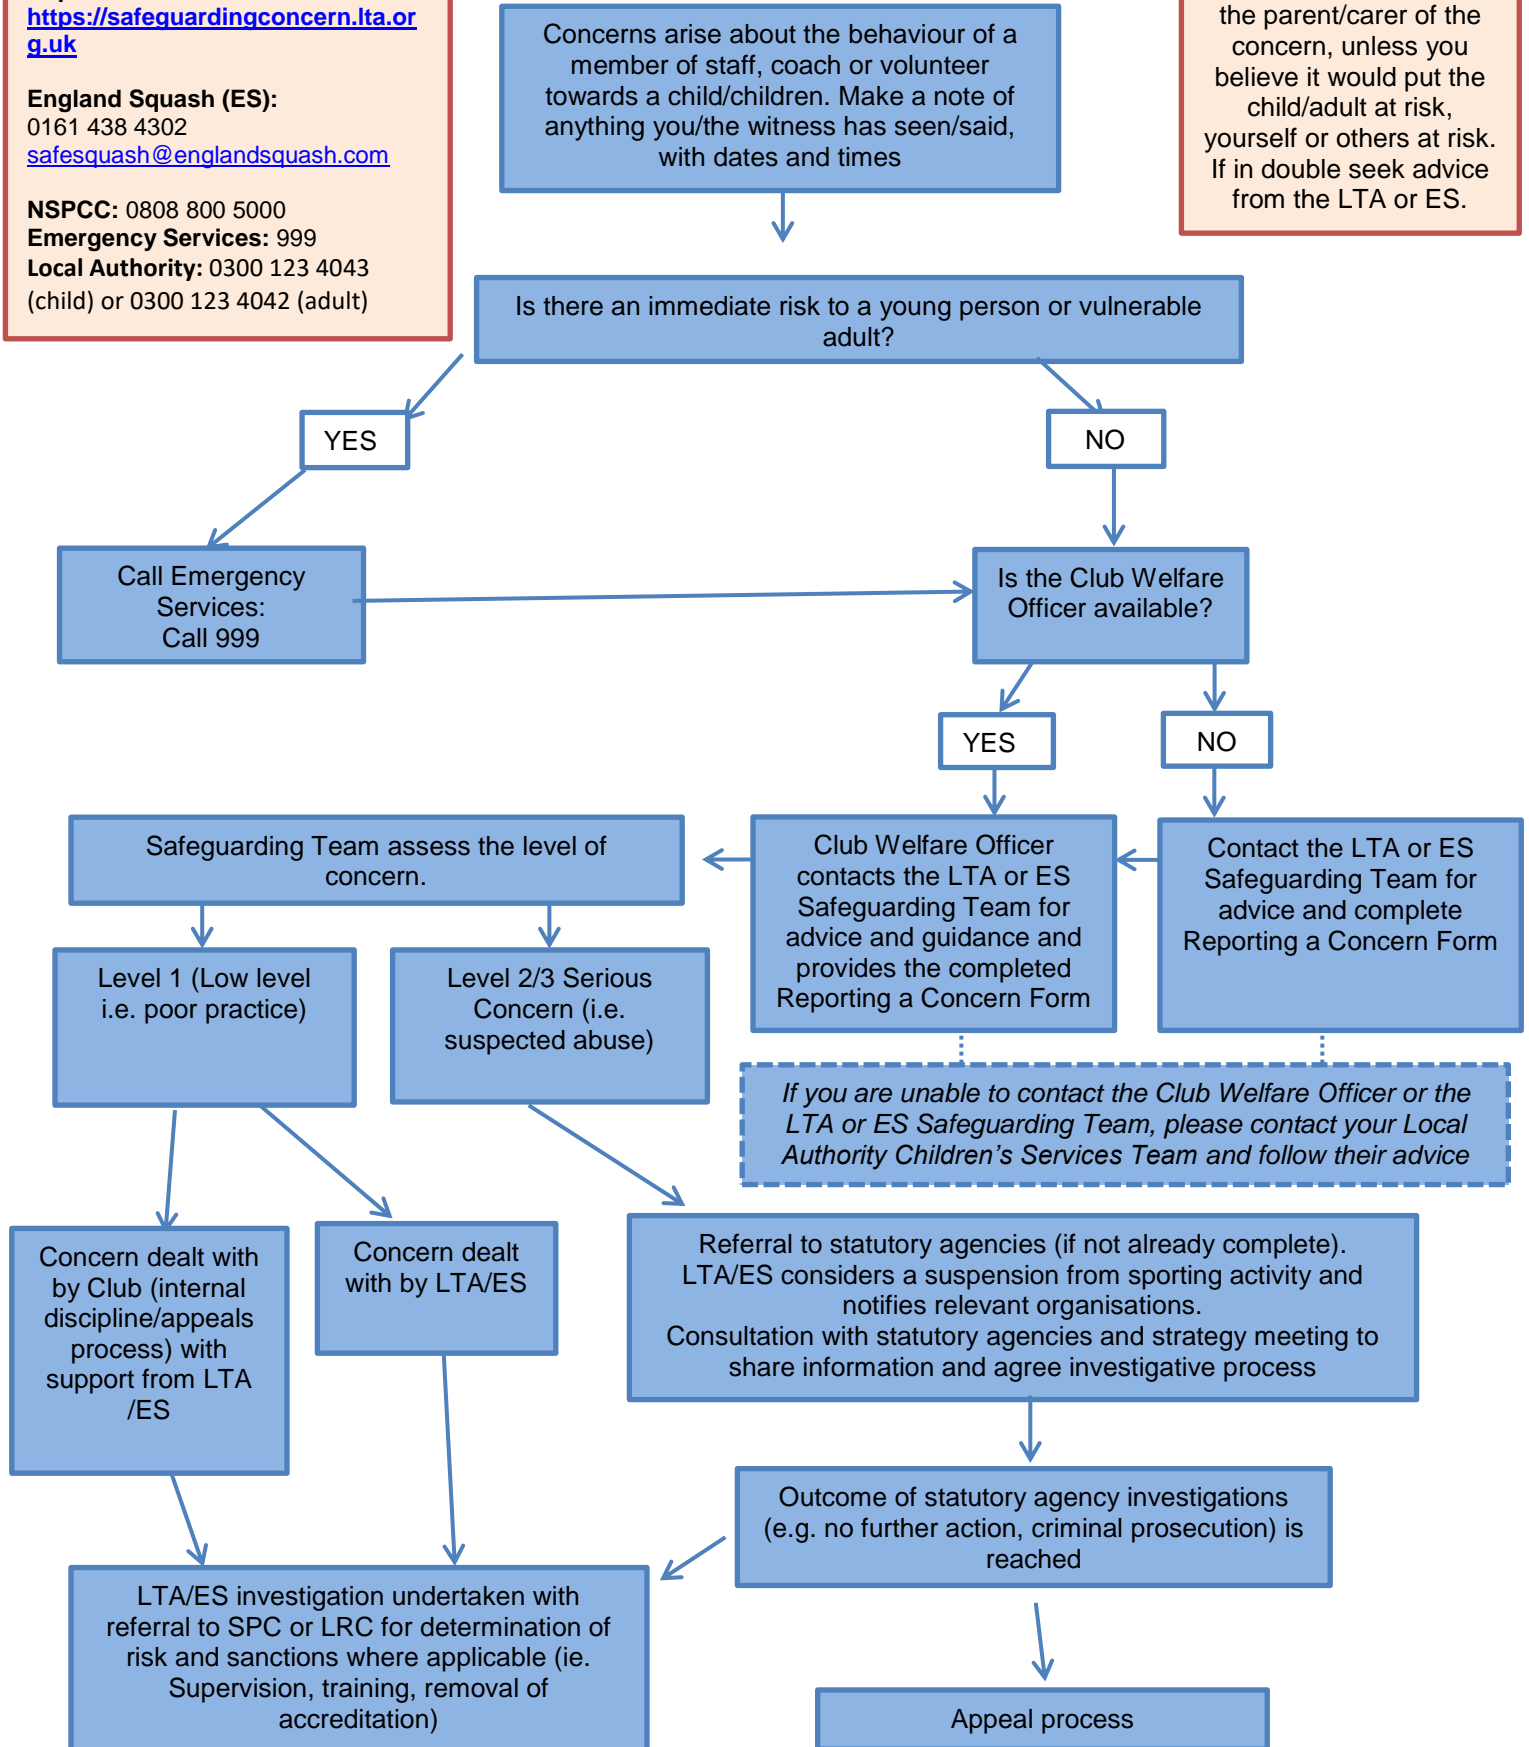 https://safeguardingconcern.lta.or
g.uk
England Squash (ES):
0161 438 4302
safesquash@englandsquash.com
NSPCC: 0808 800 5000
Emergency Services: 999
Local Authority: 0300 123 4043
(child) or 0300 123 4042 (adult)
Concerns arise about the behaviour of a
member of staff, coach or volunteer
towards a child/children. Make a note of
anything you/the witness has seen/said,
with dates and times
the parent/carer of the
concern, unless you
believe it would put the
child/adult at risk,
yourself or others at risk.
If in double seek advice
from the LTA or ES.
Is there an immediate risk to a young person or vulnerable
adult?
YES
NO
Call Emergency
Services:
Call 999
Is the Club Welfare
Officer available?
YES
NO
Safeguarding Team assess the level of
concern.
Club Welfare Officer
contacts the LTA or ES
Safeguarding Team for
advice and guidance and
provides the completed
Reporting a Concern Form
Contact the LTA or ES
Safeguarding Team for
advice and complete
Reporting a Concern Form
Level 1 (Low level
i.e. poor practice)
Level 2/3 Serious
Concern (i.e.
suspected abuse)
If you are unable to contact the Club Welfare Officer or the
LTA or ES Safeguarding Team, please contact your Local
Authority Children's Services Team and follow their advice
Concern dealt with
by Club (internal
discipline/appeals
process) with
support from LTA
/ES
Concern dealt
with by LTA/ES
Referral to statutory agencies (if not already complete).
LTA/ES considers a suspension from sporting activity and
notifies relevant organisations.
Consultation with statutory agencies and strategy meeting to
share information and agree investigative process
Outcome of statutory agency investigations
(e.g. no further action, criminal prosecution) is
reached
LTA/ES investigation undertaken with
referral to SPC or LRC for determination of
risk and sanctions where applicable (ie.
Supervision, training, removal of
accreditation)
Appeal process